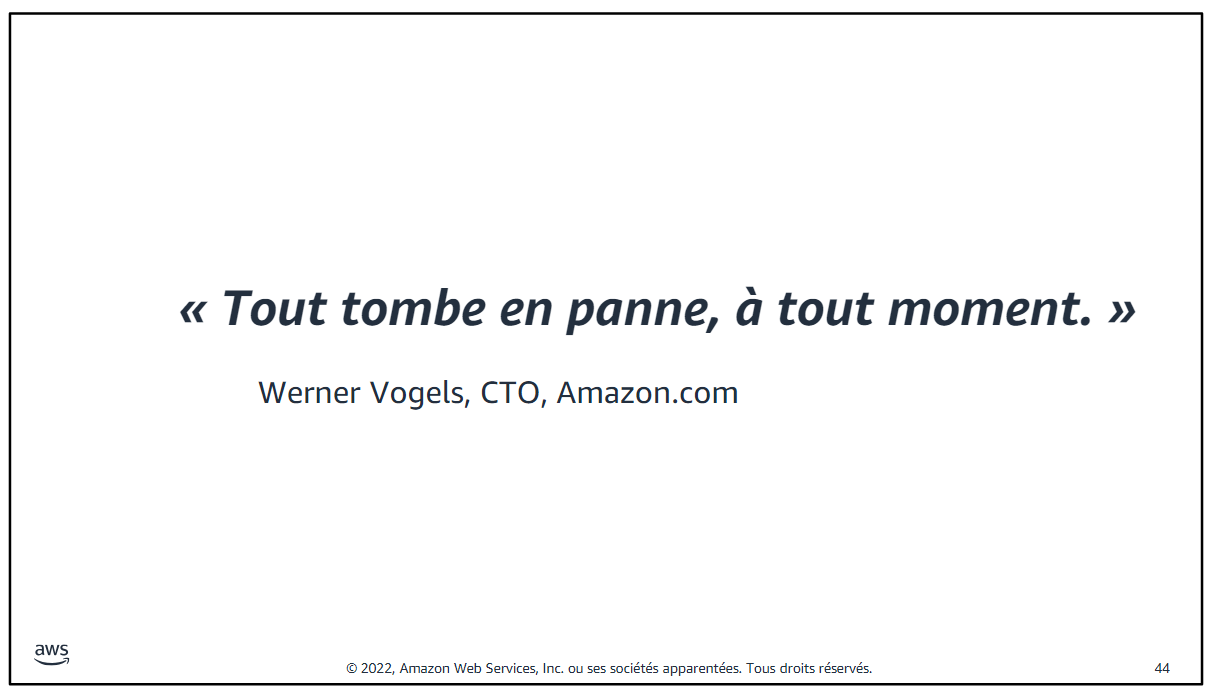 « Tout tombe en panne, à tout moment. »
Werner Vogels, CTO, Amazon.com
aws
© 2022, Amazon Web Services, Inc. ou ses sociétés apparentées. Tous droits réservés.
44